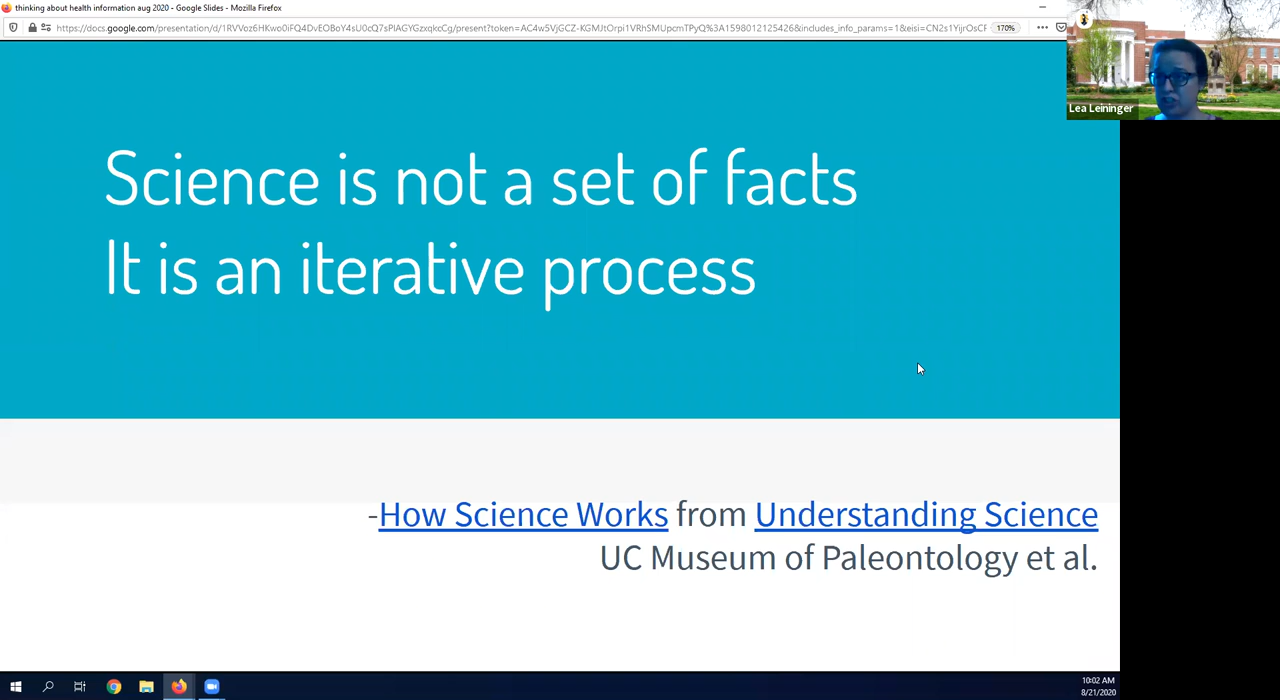 thinking about health information aug 2020 - Google Slides - Mozilla Firefox
170%
Lea Leininger
Science is not a set of facts
It is an iterative process
-How Science Works from Understanding Science
UC Museum of Paleontology et al.
10:02 AM
8/21/2020